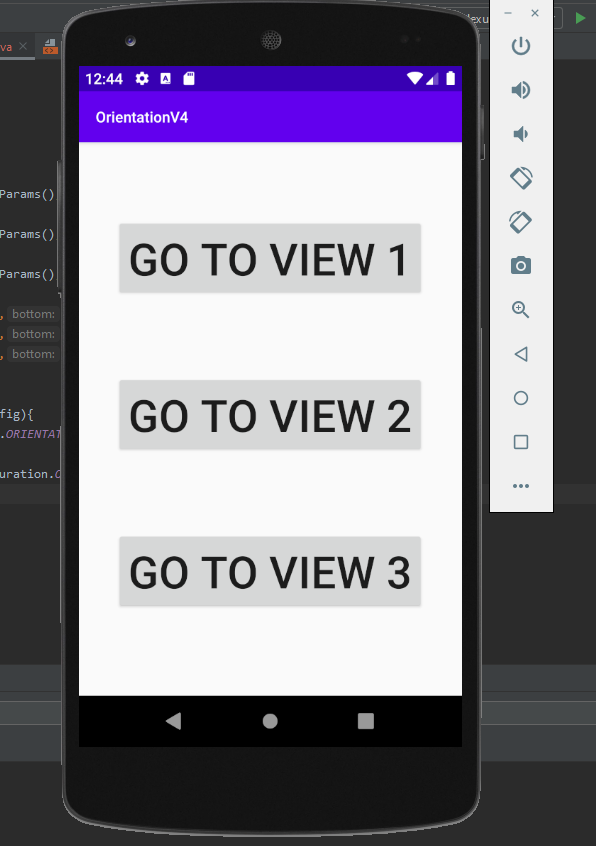 12:44
OrientationV4
GO TO VIEW 1
GO TO VIEW 2
GO TO VIEW 3
Params()
Params()
Params()
, bottom:
, bottom:
, bottom:
fig){
.ORIENTAT
uration.